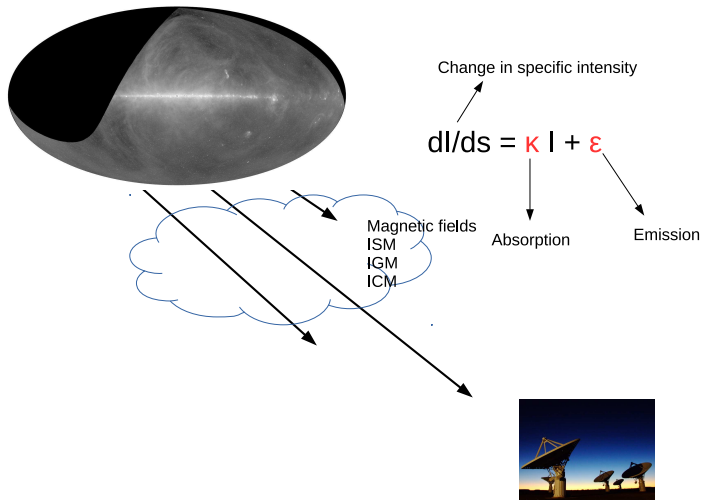 Change in specific intensity
dI/ds = κ I + ε
Absorption
Emission
Magnetic fields
ISM
IGM
ICM